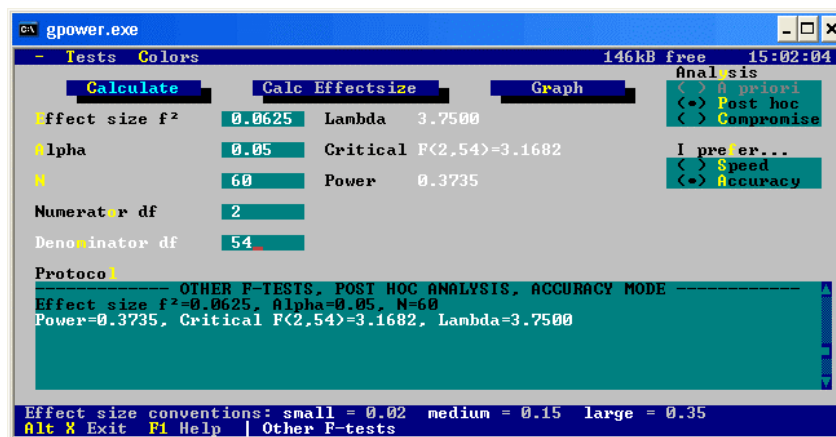 gpower.exe
- Tests Colors 146kB free 15:02:04
Analysis
Calculate Calc Effectsize Graph ( ) A priori
(•) Post hoc
Effect size f² 0.0625 Lambda 3.7500 ( ) Compromise
Alpha 0.05 Critical F(2,54)=3.1682 I prefer...
( ) Speed
N 60 Power 0.3735 (•) Accuracy
Numerator df 2
Denominator df 54_
Protocol
------------- OTHER F-TESTS, POST HOC ANALYSIS, ACCURACY MODE -------------
Effect size f²=0.0625, Alpha=0.05, N=60
Power=0.3735, Critical F(2,54)=3.1682, Lambda=3.7500
Effect size conventions: small = 0.02 medium = 0.15 large = 0.35
Alt X Exit F1 Help | Other F-tests